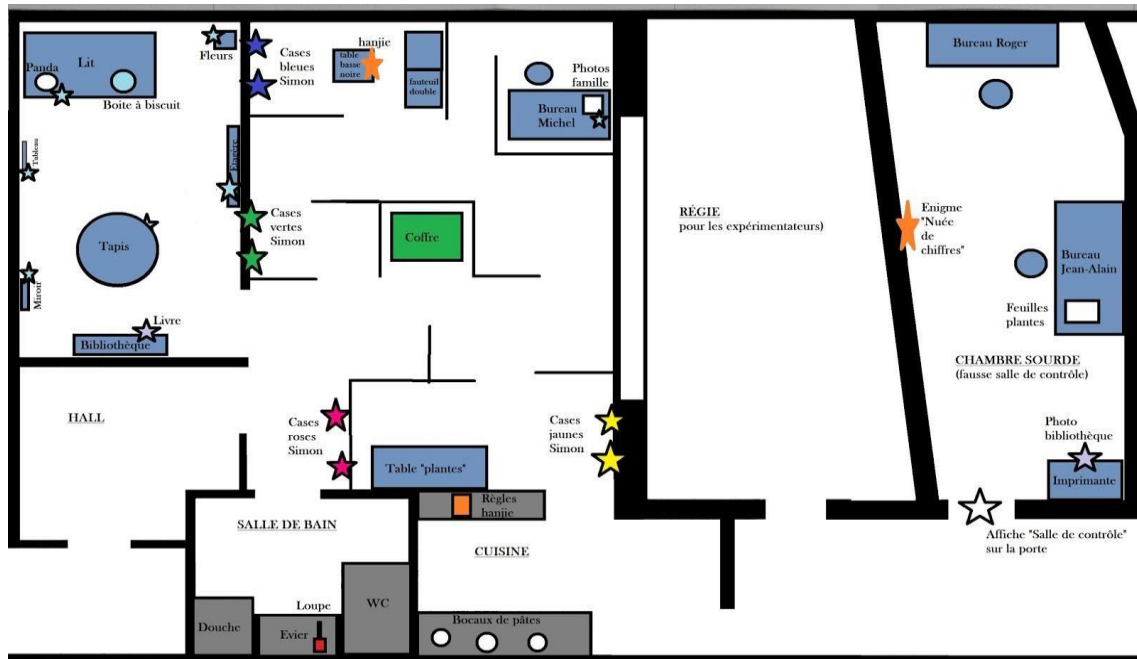 Panda
Lit
Boite à biscuit
Fleurs
Cases
bleues
Simon
hanjie
table
basse
noire
fauteuil
double
Photos
famille
Bureau
Michel
Bureau Roger
Tableau
Tapis
Cases
vertes
Simon
Coffre
RÉGIE
pour les expérimentateurs)
Enigme
"Nuée
de
chiffres"
Bureau
Jean-Alain
Feuilles
plantes
Miroir
Livre
Bibliothèque
CHAMBRE SOURDE
(fausse salle de contrôle)
HALL
Cases
roses
Simon
Cases
jaunes
Simon
Table "plantes"
Photo
bibliothèque
Imprimante
Règles
hanjie
SALLE DE BAIN
CUISINE
Affiche "Salle de contrôle"
sur la porte
Loupe
WC
Douche
Evier
Bocaux de pâtes